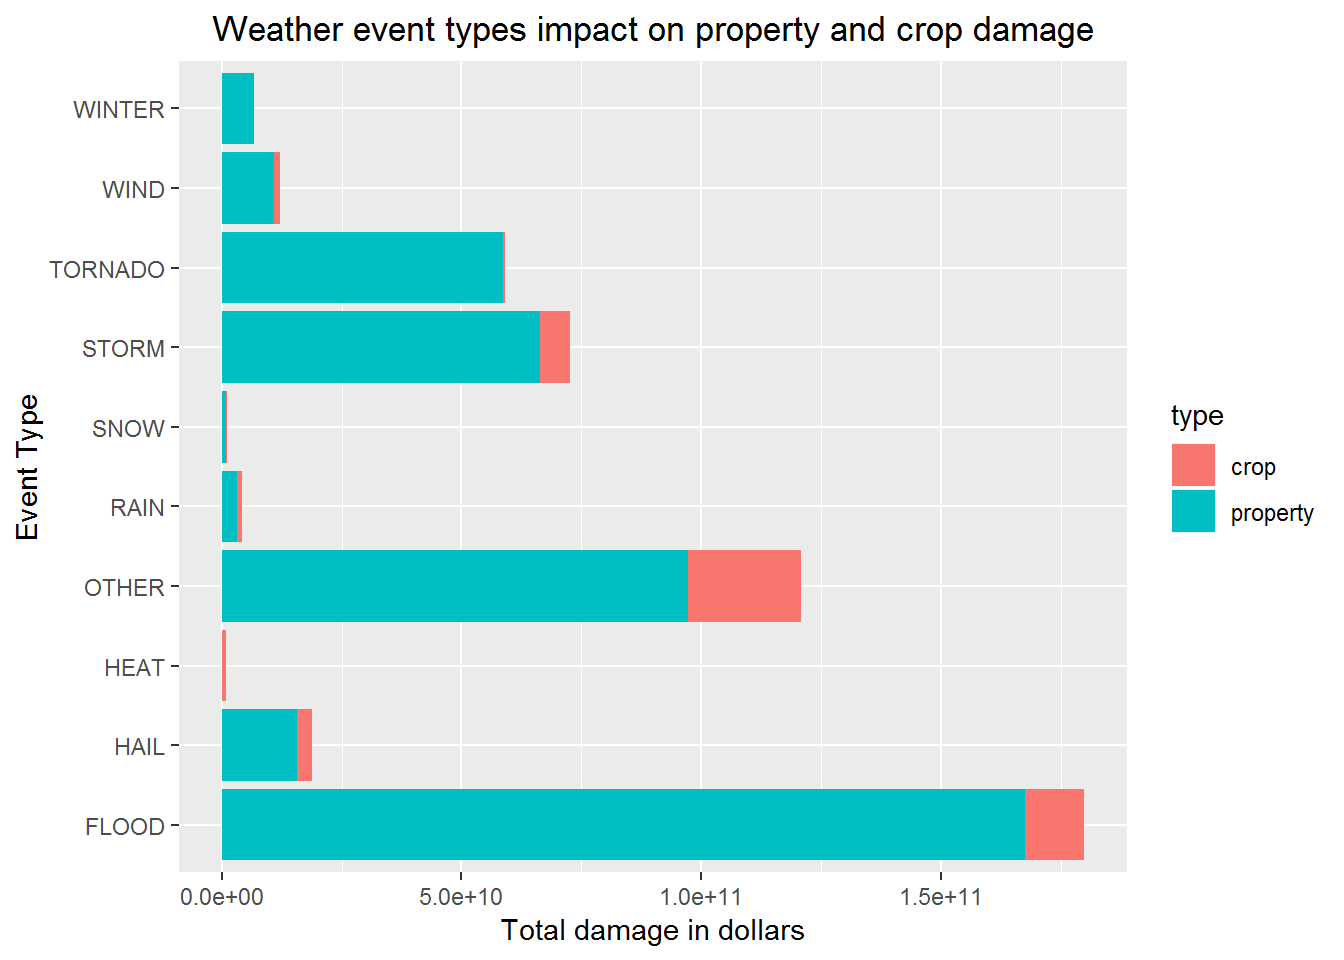 Weather event types impact on property and crop damage
WINTER
WIND
TORNADO
STORM
SNOW
RAIN
OTHER
HEAT
HAIL
FLOOD
Event Type
0.0e+00 5.0e+10 1.0e+11 1.5e+11
Total damage in dollars
type
crop
property